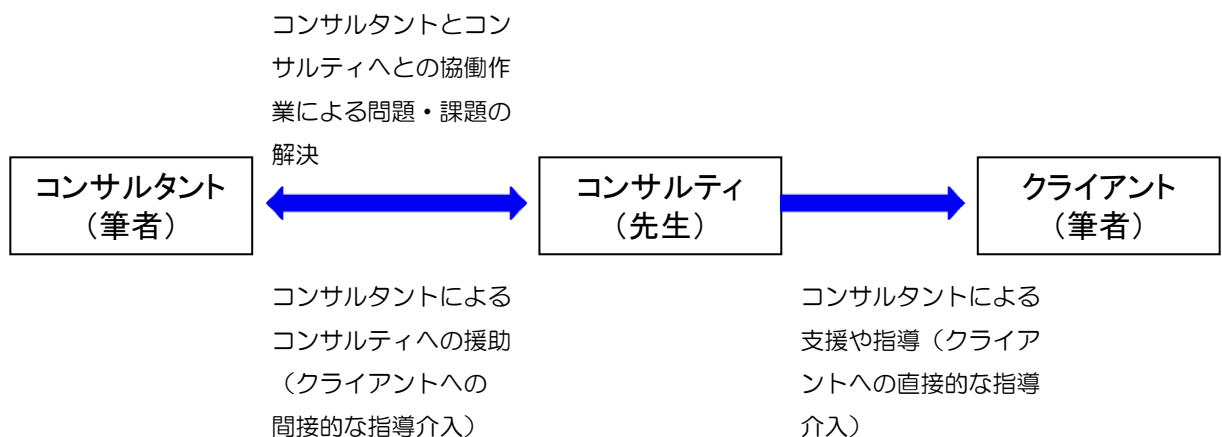 コンサルタントとコン
サルティへとの協働作
業による問題・課題の
解決
コンサルタント
（筆者）
コンサルティ
（先生）
クライアント
（筆者）
コンサルタントによる
コンサルティへの援助
（クライアントへの
間接的な指導介入）
コンサルタントによる
支援や指導（クライア
ントへの直接的な指導
介入）